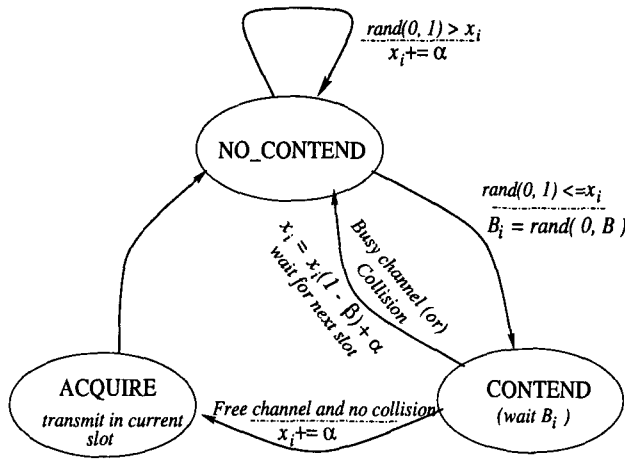 rand(0, 1) > x_i
x_i += α
NO_CONTEND
rand(0, 1) <= x_i
B_i = rand( 0, B )
Busy channel (or)
Collision
x_i = x_i(1 - β) + α
wait for next slot
ACQUIRE
transmit in current
slot
Free channel and no collision
x_i += α
CONTEND
(wait B_i )